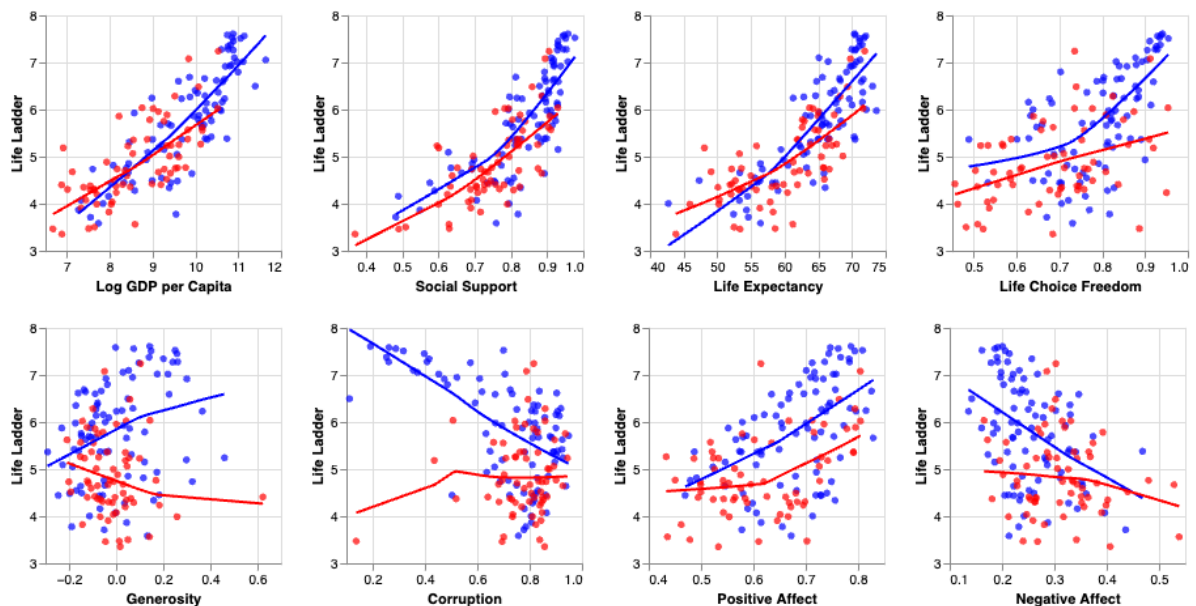 8
7
6
5
4
3
Life Ladder
7 8 9 10 11 12
Log GDP per Capita
8
7
6
5
4
3
Life Ladder
0.4 0.5 0.6 0.7 0.8 0.9 1.0
Social Support
8
7
6
5
4
3
Life Ladder
40 45 50 55 60 65 70 75
Life Expectancy
8
7
6
5
4
3
Life Ladder
0.5 0.6 0.7 0.8 0.9 1.0
Life Choice Freedom
8
7
6
5
4
3
Life Ladder
−0.2 0.0 0.2 0.4 0.6
Generosity
8
7
6
5
4
3
Life Ladder
0.2 0.4 0.6 0.8 1.0
Corruption
8
7
6
5
4
3
Life Ladder
0.4 0.5 0.6 0.7 0.8
Positive Affect
8
7
6
5
4
3
Life Ladder
0.1 0.2 0.3 0.4 0.5
Negative Affect